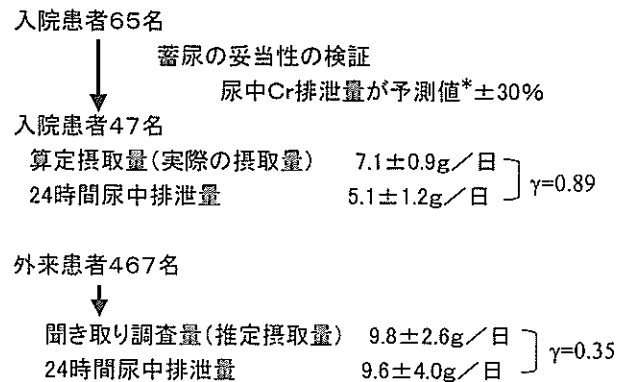 入院患者65名
蓄尿の妥当性の検証
尿中Cr排泄量が予測値*±30%
入院患者47名
算定摂取量(実際の摂取量) 7.1±0.9g/日
γ=0.89
24時間尿中排泄量 5.1±1.2g/日
外来患者467名
聞き取り調査量(推定摂取量) 9.8±2.6g/日
γ=0.35
24時間尿中排泄量 9.6±4.0g/日